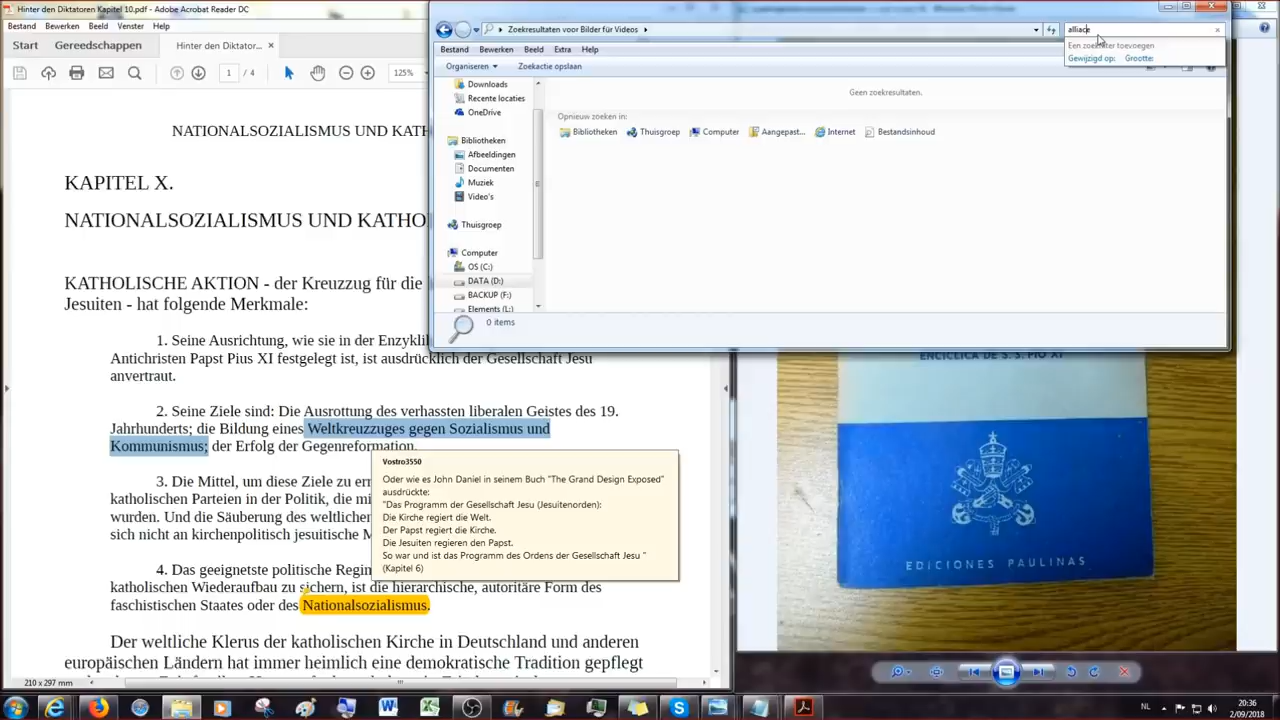 Hinter den Diktatoren Kapitel 10.pdf - Adobe Acrobat Reader DC
Bestand Bewerken Beeld Venster Help
Start Gereedschappen Hinter den Diktator... ×
1 / 4 125%
NATIONALSOZIALISMUS UND KATH
KAPITEL X.
NATIONALSOZIALISMUS UND KATHO
KATHOLISCHE AKTION - der Kreuzzug für die
Jesuiten - hat folgende Merkmale:
1. Seine Ausrichtung, wie sie in der Enzykli
Antichristen Papst Pius XI festgelegt ist, ist ausdrücklich der Gesellschaft Jesu
anvertraut.
2. Seine Ziele sind: Die Ausrottung des verhassten liberalen Geistes des 19.
Jahrhunderts; die Bildung eines Weltkreuzzuges gegen Sozialismus und
Kommunismus; der Erfolg der Gegenreformation.
3. Die Mittel, um diese Ziele zu err
katholischen Parteien in der Politik, die mi
wurden. Und die Säuberung des weltlichen
sich nicht an kirchenpolitisch jesuitische M
4. Das geeignetste politische Regim
katholischen Wiederaufbau zu sichern, ist die hierarchische, autoritäre Form des
faschistischen Staates oder des Nationalsozialismus.
Der weltliche Klerus der katholischen Kirche in Deutschland und anderen
europäischen Ländern hat immer heimlich eine demokratische Tradition gepflegt
210 x 297 mm
Vostro3550
Oder wie es John Daniel in seinem Buch "The Grand Design Exposed"
ausdrückte:
"Das Programm der Gesellschaft Jesu (Jesuitenorden):
Die Kirche regiert die Welt.
Der Papst regiert die Kirche.
Die Jesuiten regieren den Papst.
So war und ist das Programm des Ordens der Gesellschaft Jesu "
(Kapitel 6)
Zoekresultaten voor Bilder für Videos
alliace
Een zoekfilter toevoegen
Gewijzigd op: Grootte:
Bestand Bewerken Beeld Extra Help
Organiseren Zoekactie opslaan
Downloads
Recente locaties
OneDrive
Bibliotheken
Afbeeldingen
Documenten
Muziek
Video's
Thuisgroep
Computer
OS (C:)
DATA (D:)
BACKUP (F:)
Elements (L:)
Geen zoekresultaten.
Opnieuw zoeken in:
Bibliotheken Thuisgroep Computer Aangepast... Internet Bestandsinhoud
0 items
ENCICLICA DE S. S. PIO XI
EDICIONES PAULINAS
NL
20:36
2/09/2018